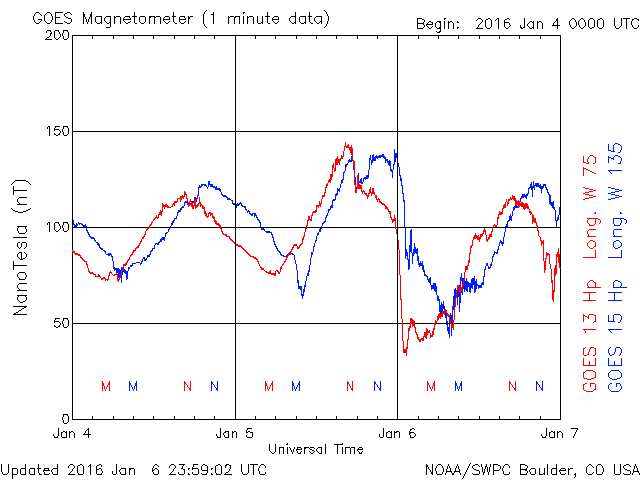 GOES Magnetometer (1 minute data)
Begin: 2016 Jan 4 0000 UTC
200
150
100
50
0
NanoTesla (nT)
M M N N M M N N M M N N
Jan 4 Jan 5 Jan 6 Jan 7
Universal Time
GOES 13 Hp Long. W 75
GOES 15 Hp Long. W 135
Updated 2016 Jan 6 23:59:02 UTC
NOAA/SWPC Boulder, CO USA